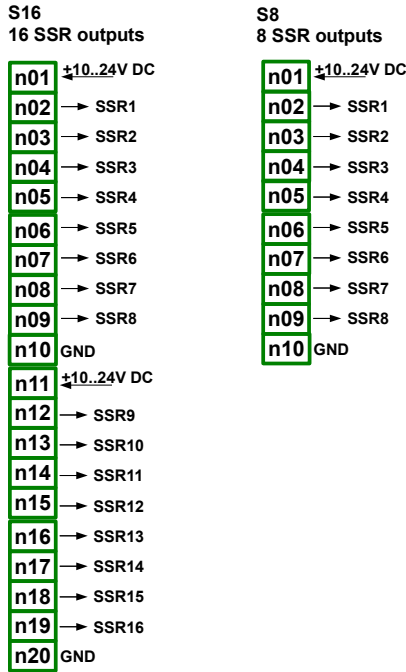 S16
16 SSR outputs
n01 +10..24V DC
n02 SSR1
n03 SSR2
n04 SSR3
n05 SSR4
n06 SSR5
n07 SSR6
n08 SSR7
n09 SSR8
n10 GND
n11 +10..24V DC
n12 SSR9
n13 SSR10
n14 SSR11
n15 SSR12
n16 SSR13
n17 SSR14
n18 SSR15
n19 SSR16
n20 GND
S8
8 SSR outputs
n01 +10..24V DC
n02 SSR1
n03 SSR2
n04 SSR3
n05 SSR4
n06 SSR5
n07 SSR6
n08 SSR7
n09 SSR8
n10 GND